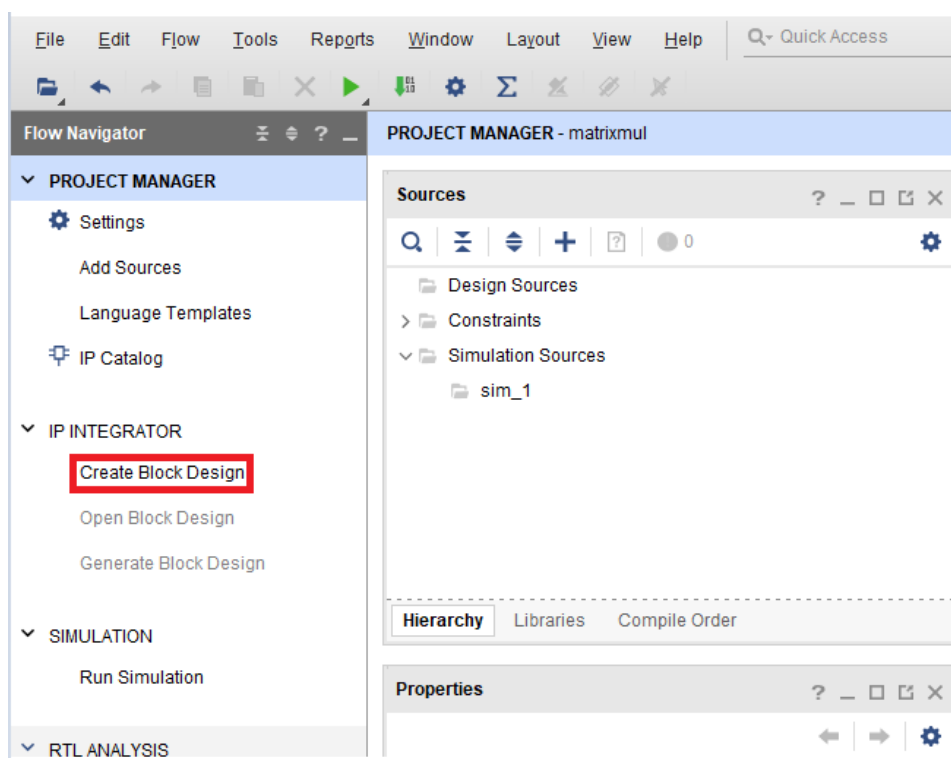 File Edit Flow Tools Reports Window Layout View Help Quick Access
Flow Navigator ?
PROJECT MANAGER - matrixmul
PROJECT MANAGER
Settings
Add Sources
Language Templates
IP Catalog
IP INTEGRATOR
Create Block Design
Open Block Design
Generate Block Design
SIMULATION
Run Simulation
RTL ANALYSIS
Sources ?
? 0
Design Sources
Constraints
Simulation Sources
sim_1
Hierarchy Libraries Compile Order
Properties ?